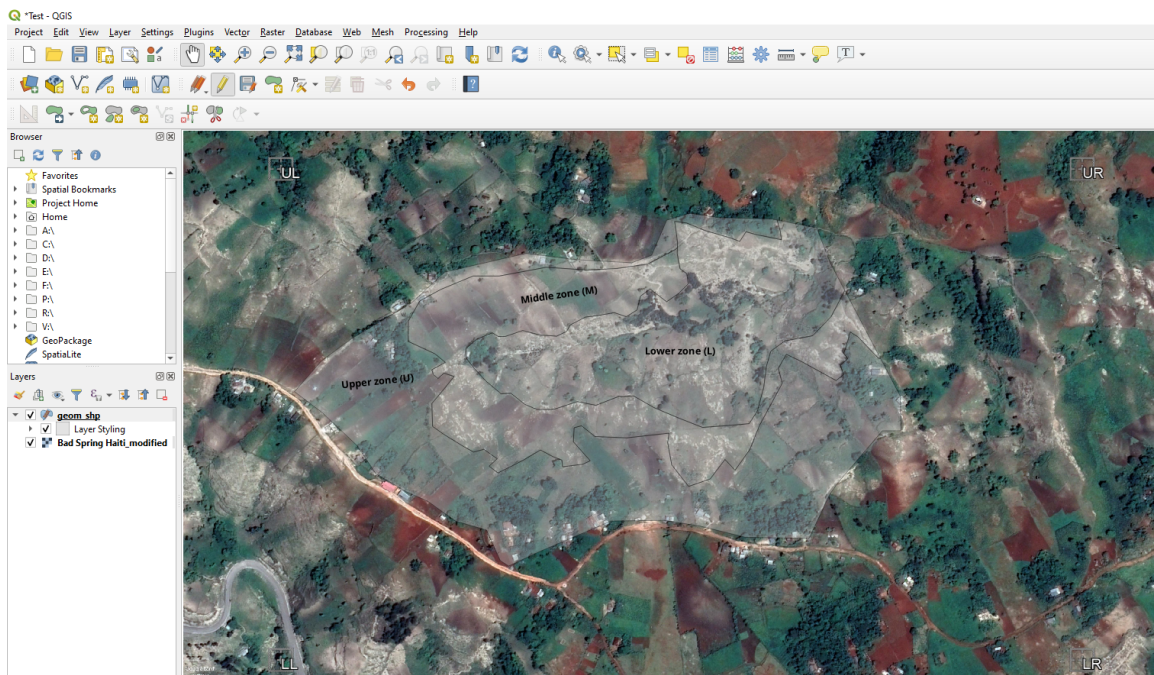 *Test - QGIS
Project Edit View Layer Settings Plugins Vector Raster Database Web Mesh Processing Help
Browser
Favorites
Spatial Bookmarks
Project Home
Home
A:\
C:\
D:\
E:\
F:\
P:\
R:\
V:\
GeoPackage
SpatiaLite
Layers
geom_shp
Layer Styling
Bad Spring Haiti_modified
UL
UR
Middle zone (M)
Lower zone (L)
Upper zone (U)
LL
LR